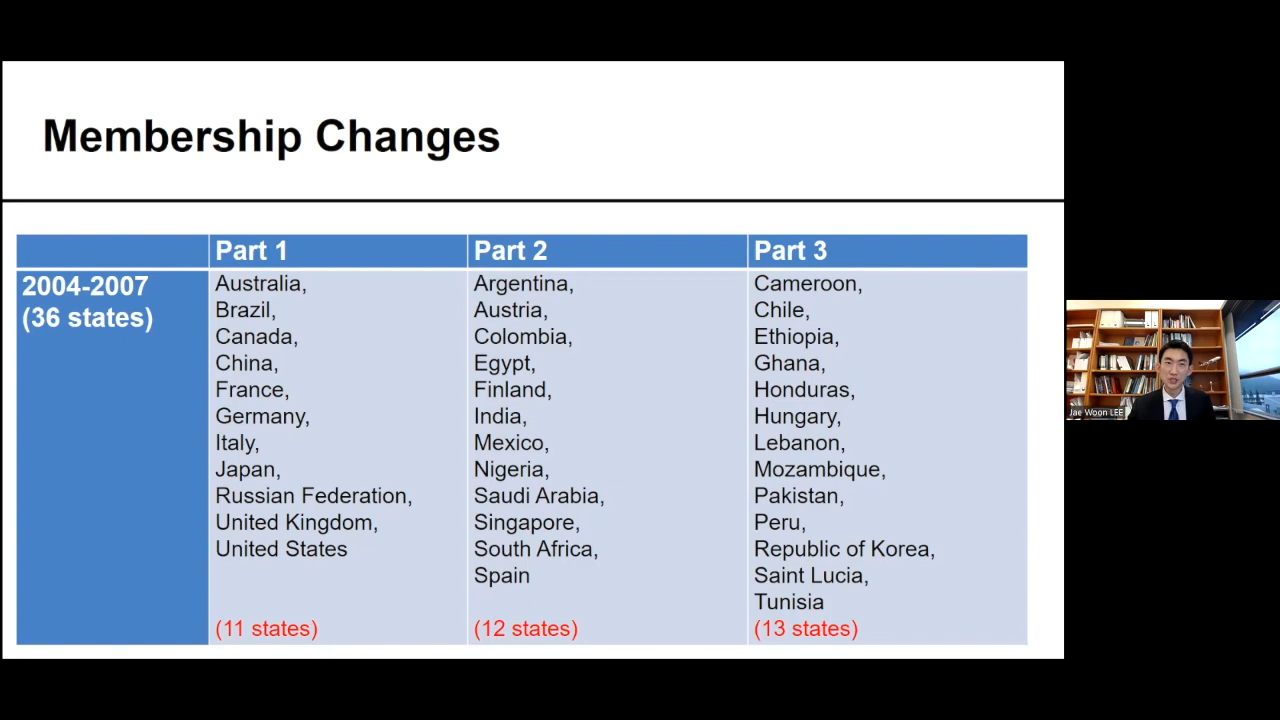 Membership Changes
Part 1
Part 2
Part 3
2004-2007
(36 states)
Australia,
Brazil,
Canada,
China,
France,
Germany,
Italy,
Japan,
Russian Federation,
United Kingdom,
United States
(11 states)
Argentina,
Austria,
Colombia,
Egypt,
Finland,
India,
Mexico,
Nigeria,
Saudi Arabia,
Singapore,
South Africa,
Spain
(12 states)
Cameroon,
Chile,
Ethiopia,
Ghana,
Honduras,
Hungary,
Lebanon,
Mozambique,
Pakistan,
Peru,
Republic of Korea,
Saint Lucia,
Tunisia
(13 states)
Jae Woon LEE